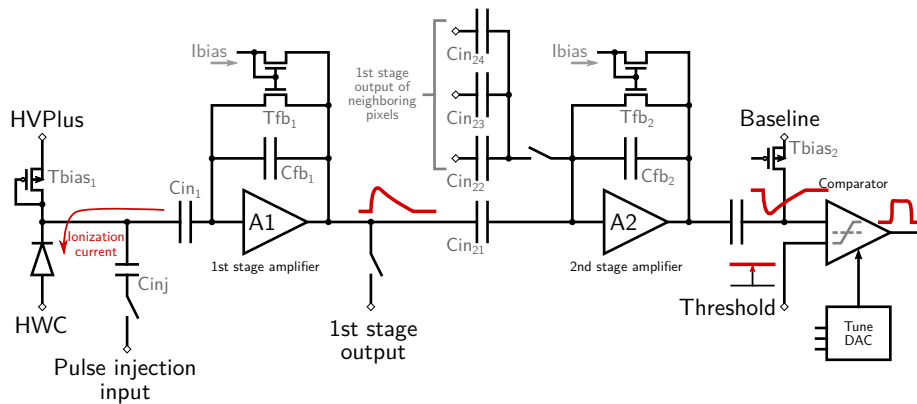 Ibias
Cin24
1st stage
output of
neighboring
pixels
Ibias
Tfb1
Cin23
Tfb2
HVPlus
Baseline
Tbias1
Cin1
Cfb1
Cin22
Cfb2
Tbias2
Comparator
Ionization
current
A1
A2
Cinj
1st stage amplifier
Cin21
2nd stage amplifier
HWC
Threshold
1st stage
output
Pulse injection
input
Tune
DAC